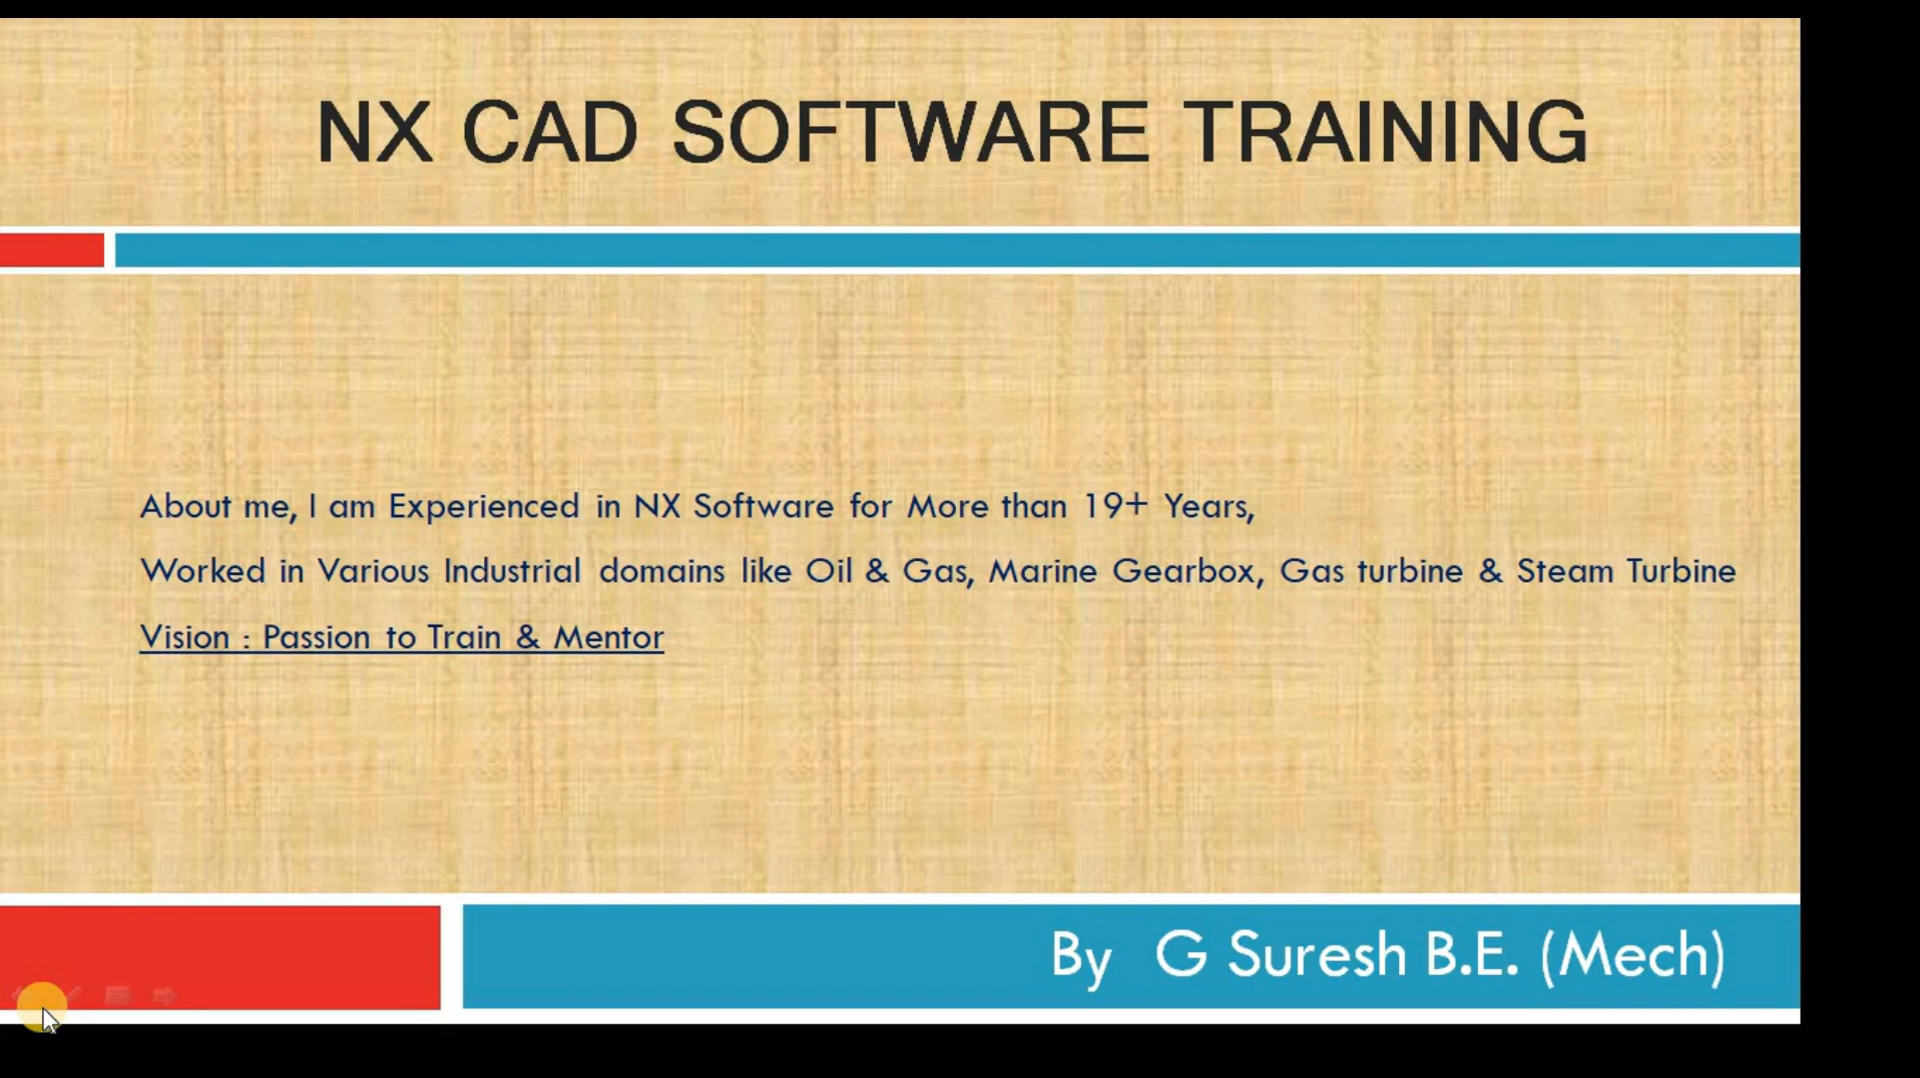 NX CAD SOFTWARE TRAINING
About me, I am Experienced in NX Software for More than 19+ Years,
Worked in Various Industrial domains like Oil & Gas, Marine Gearbox, Gas turbine & Steam Turbine
Vision : Passion to Train & Mentor
By G Suresh B.E. (Mech)